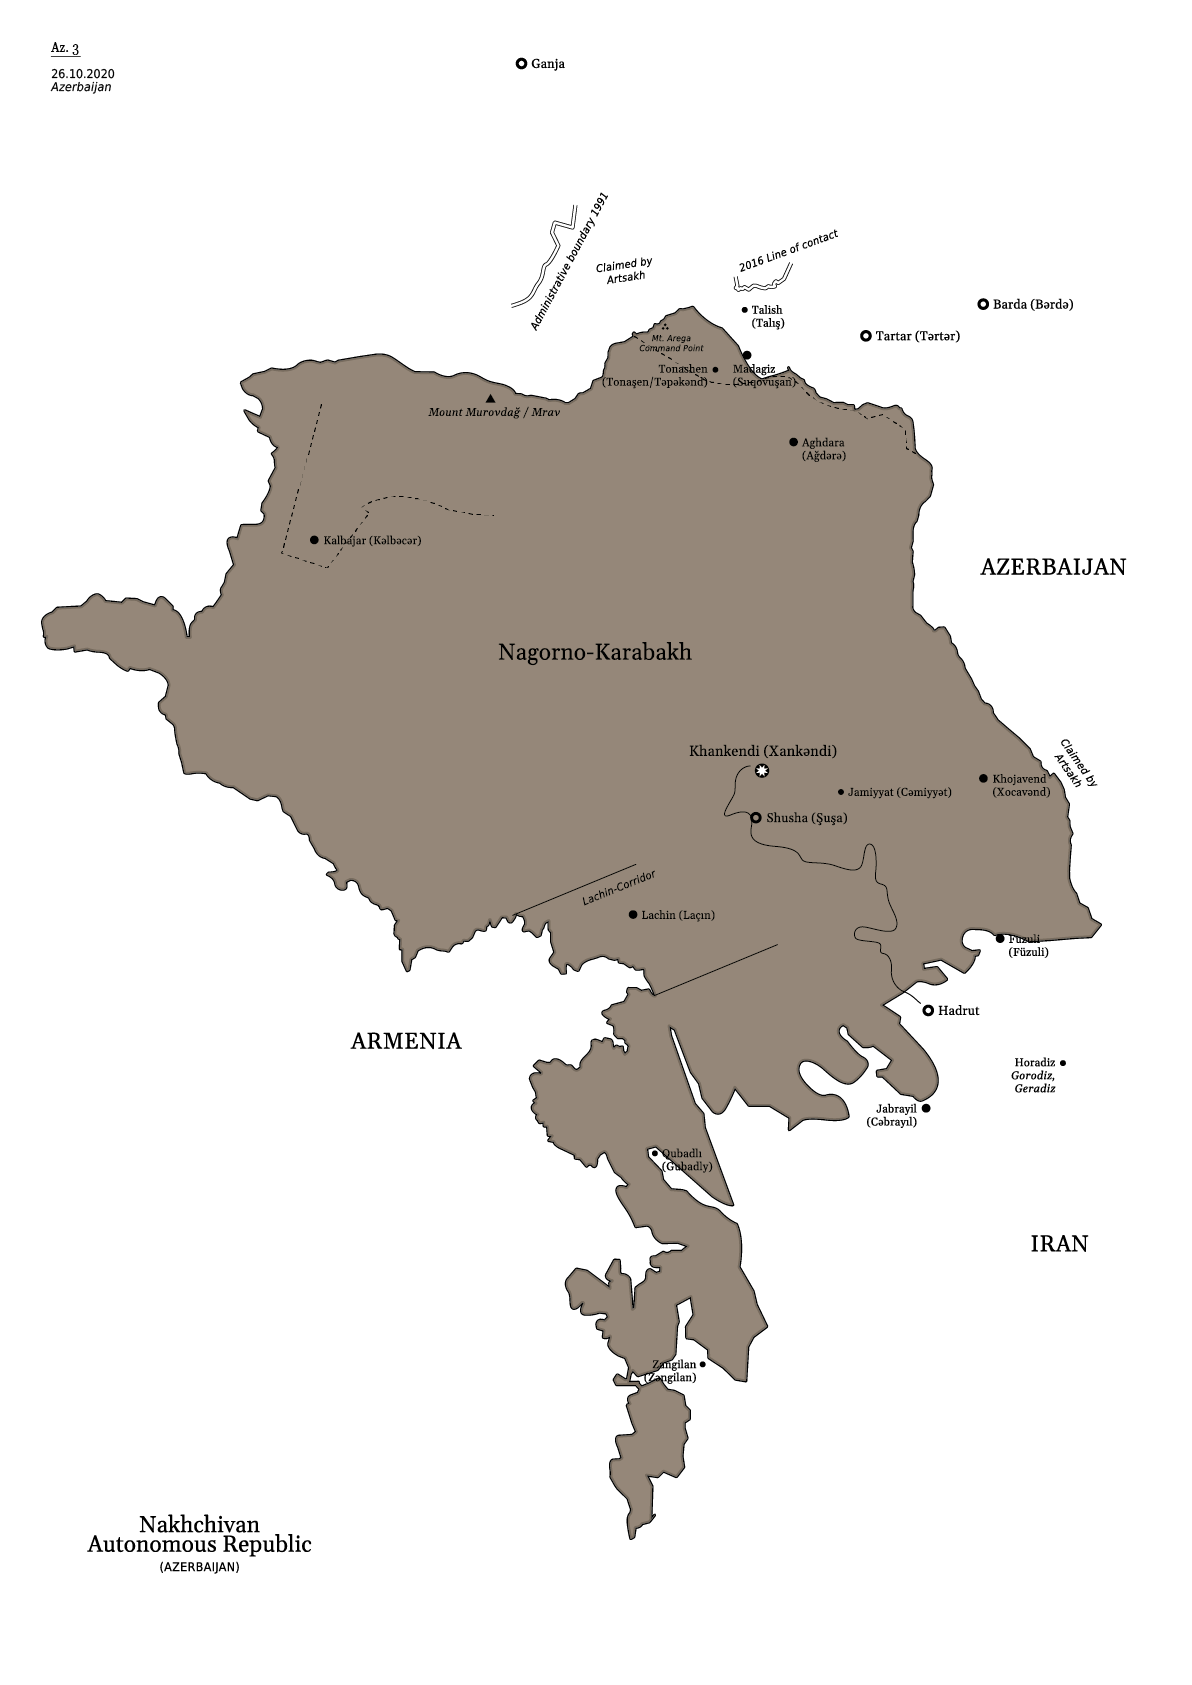 Az. 3
26.10.2020
Azerbaijan
Ganja
Administrative boundary 1991
Claimed by
Artsakh
2016 Line of contact
Talish
(Talış)
Barda (Bərdə)
Tartar (Tərtər)
Mt. Arega
Command Point
Tonashen
(Tonaşen/Təpəkənd)
Madagiz
(Suqovuşan)
Mount Murovdağ / Mrav
Aghdara
(Ağdərə)
Kalbajar (Kəlbəcər)
AZERBAIJAN
Nagorno-Karabakh
Khankendi (Xankəndi)
Claimed by
Artsakh
Khojavend
(Xocavənd)
Jamiyyat (Cəmiyyət)
Shusha (Şuşa)
Lachin-Corridor
Lachin (Laçın)
Fuzuli
(Füzuli)
Hadrut
ARMENIA
Horadiz
Gorodiz,
Geradiz
Jabrayil
(Cəbrayıl)
Qubadlı
(Gubadly)
IRAN
Zangilan
(Zəngilan)
Nakhchivan
Autonomous Republic
(AZERBAIJAN)